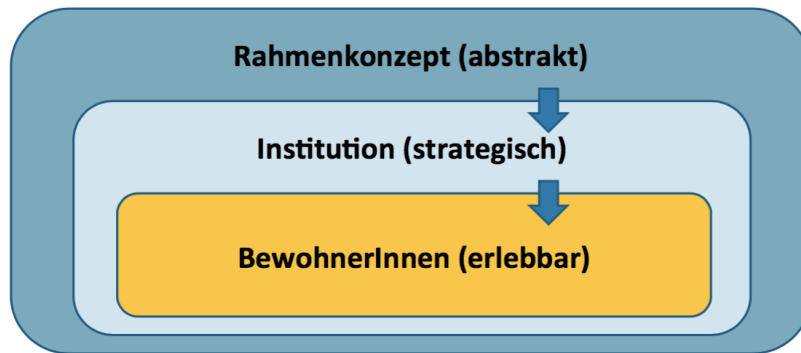 Rahmenkonzept (abstrakt)
Institution (strategisch)
BewohnerInnen (erlebbar)